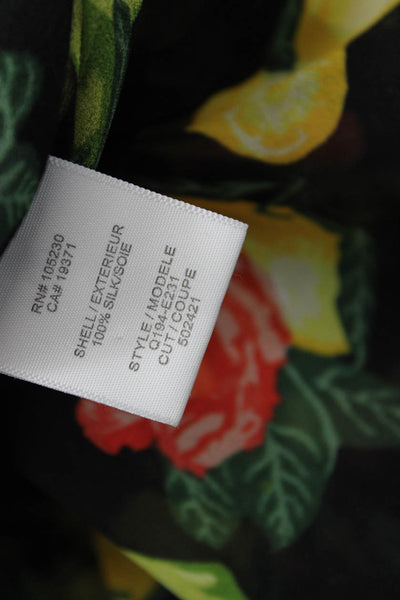 RN# 105230
CA# 19371
SHELL / EXTERIEUR
100% SILK/SOIE
STYLE / MODELE
Q194-E231
CUT / COUPE
502421